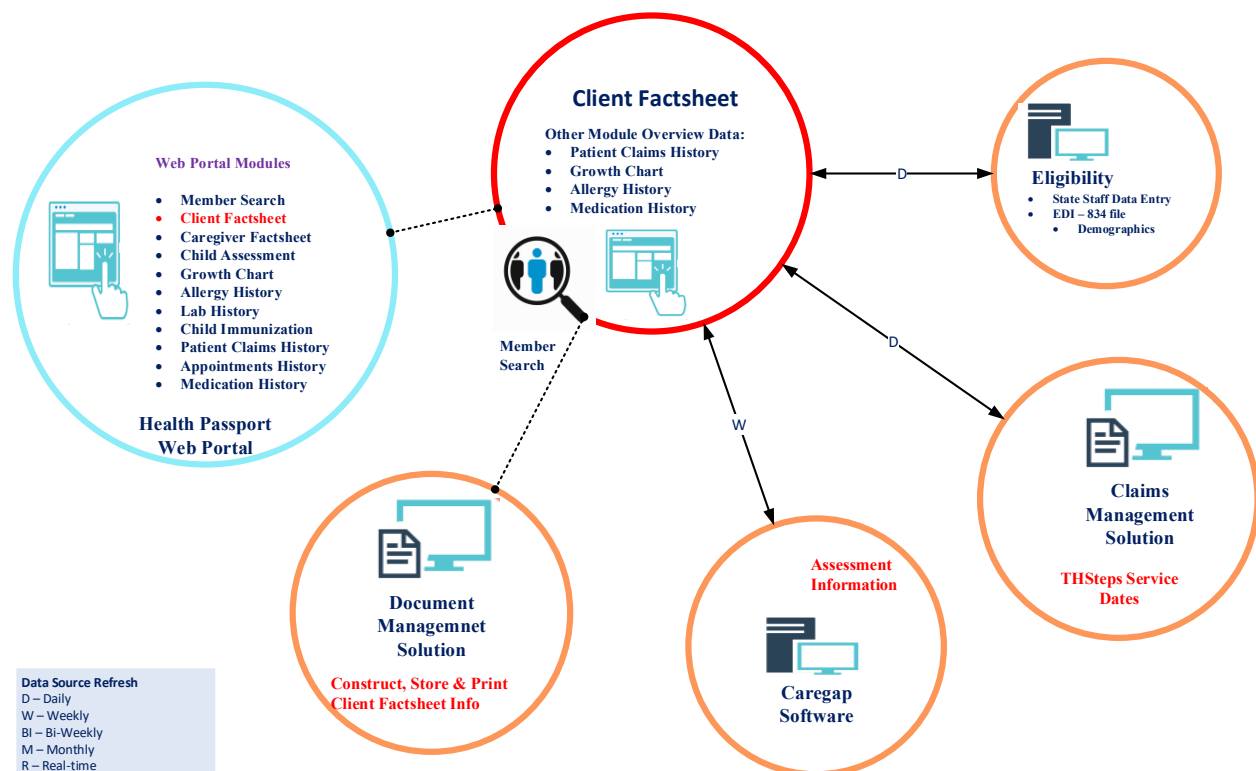 Client Factsheet
Other Module Overview Data:
• Patient Claims History
• Growth Chart
• Allergy History
• Medication History
Member
Search
Web Portal Modules
• Member Search
• Client Factsheet
• Caregiver Factsheet
• Child Assessment
• Growth Chart
• Allergy History
• Lab History
• Child Immunization
• Patient Claims History
• Appointments History
• Medication History
Health Passport
Web Portal
D
Eligibility
• State Staff Data Entry
• EDI – 834 file
• Demographics
D
Claims
Management
Solution
THSteps Service
Dates
W
Assessment
Information
Caregap
Software
Document
Managemnet
Solution
Construct, Store & Print
Client Factsheet Info
Data Source Refresh
D – Daily
W – Weekly
BI – Bi-Weekly
M – Monthly
R – Real-time